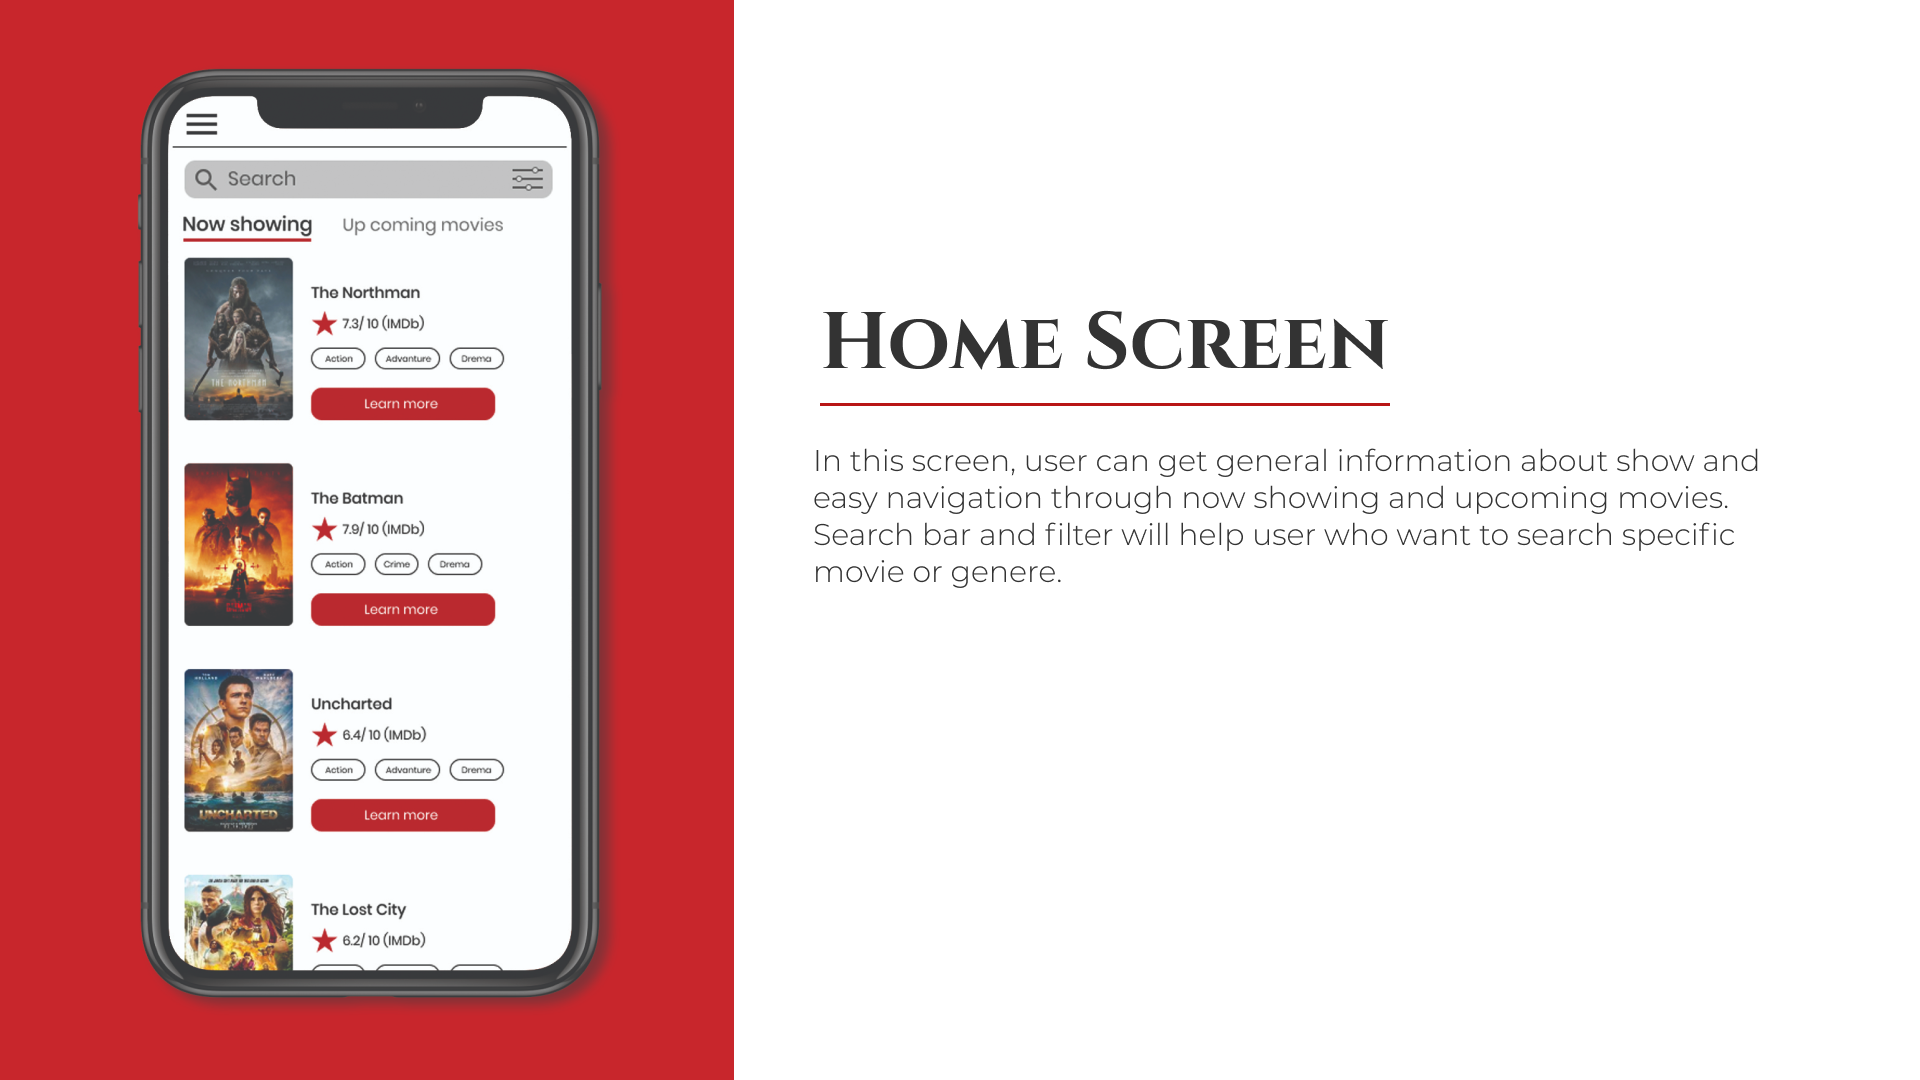 Search
Now showing Up coming movies
The Northman
7.3/10 (IMDb)
Action Advanture Drema
Learn more
THE NORTHMAN
The Batman
7.9/10 (IMDb)
Action Crime Drema
Learn more
Uncharted
6.4/10 (IMDb)
Action Advanture Drema
Learn more
UNCHARTED
The Lost City
6.2/10 (IMDb)
Home Screen
In this screen, user can get general information about show and
easy navigation through now showing and upcoming movies.
Search bar and filter will help user who want to search specific
movie or genere.